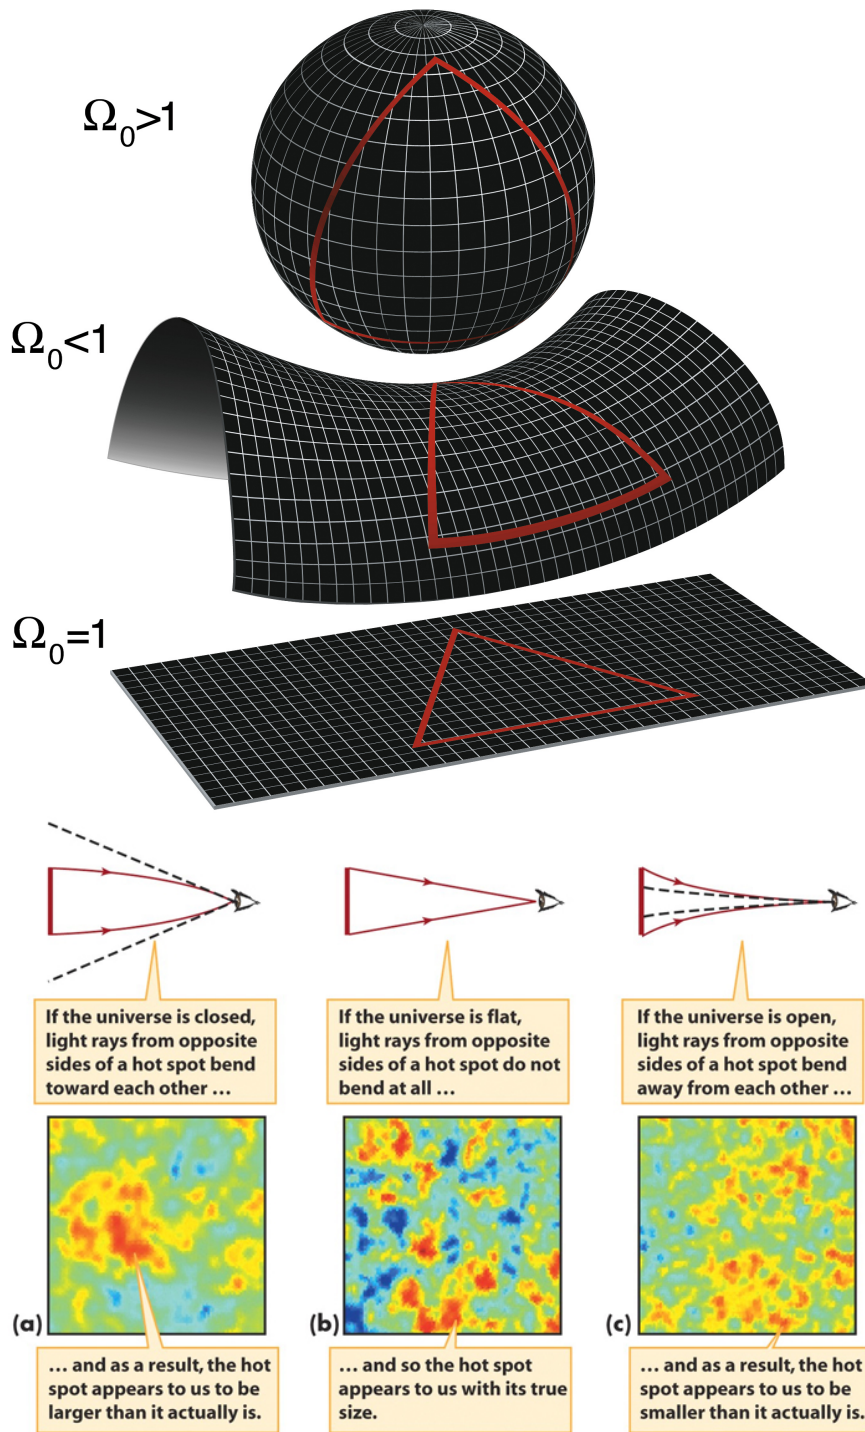 Ω₀>1
Ω₀<1
Ω₀=1
If the universe is closed,
light rays from opposite
sides of a hot spot bend
toward each other ...
If the universe is flat,
light rays from opposite
sides of a hot spot do not
bend at all ...
If the universe is open,
light rays from opposite
sides of a hot spot bend
away from each other ...
(a)
(b)
(c)
... and as a result, the hot
spot appears to us to be
larger than it actually is.
... and so the hot spot
appears to us with its true
size.
... and as a result, the hot
spot appears to us to be
smaller than it actually is.